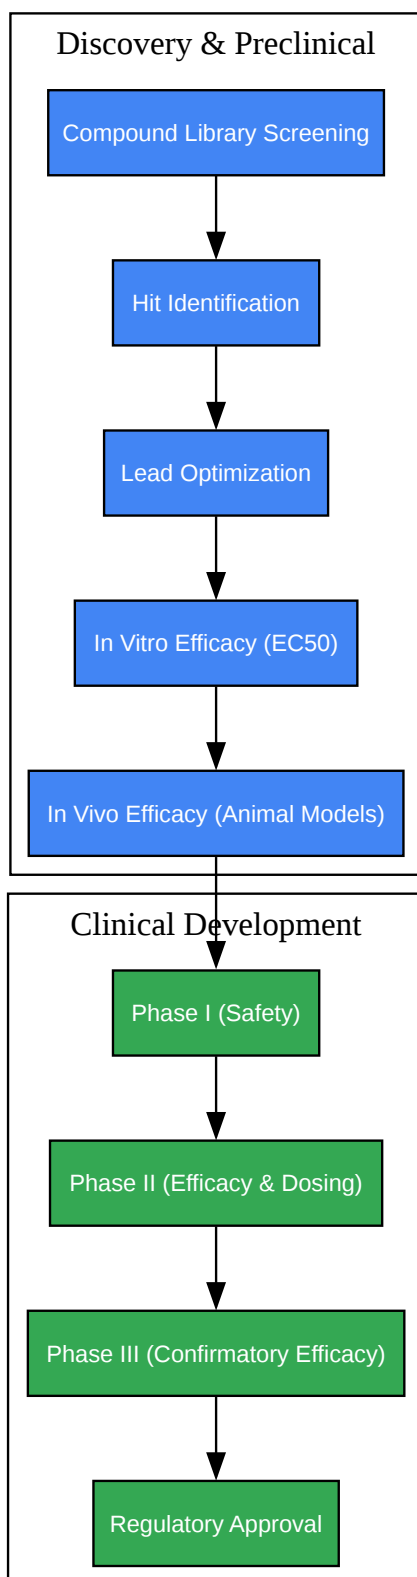 Discovery & Preclinical
Compound Library Screening
Hit Identification
Lead Optimization
In Vitro Efficacy (EC50)
In Vivo Efficacy (Animal Models)
Clinical Development
Phase I (Safety)
Phase II (Efficacy & Dosing)
Phase III (Confirmatory Efficacy)
Regulatory Approval